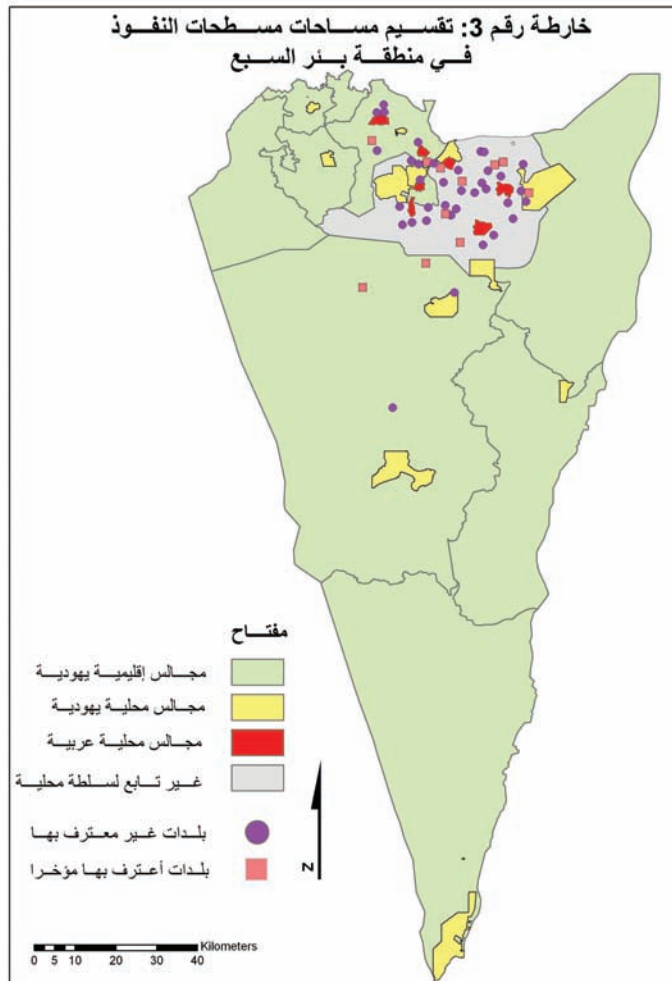 خارطة رقم 3: تقسيم مساحات مسطحات النفوذ
في منطقة بئر السبع
مفتاح
مجالس إقليمية يهودية
مجالس محلية يهودية
مجالس محلية عربية
غير تابع لسلطة محلية
بلدات غير معترف بها
بلدات أعترف بها مؤخرا
N
Kilometers
0 5 10 20 30 40